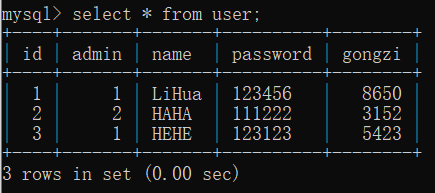 mysql> select * from user;
+----+-------+-------+----------+--------+
| id | admin | name | password | gongzi |
+----+-------+-------+----------+--------+
| 1 | 1 | LiHua | 123456 | 8650 |
| 2 | 2 | HAHA | 111222 | 3152 |
| 3 | 1 | HEHE | 123123 | 5423 |
+----+-------+-------+----------+--------+
3 rows in set (0.00 sec)